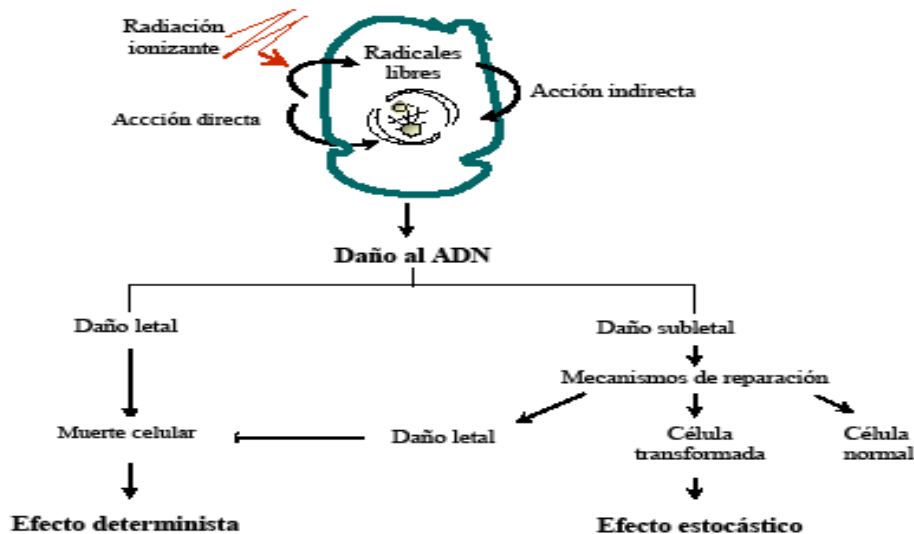 Radiación
ionizante
Radicales
libres
Acción indirecta
Accción directa
Daño al ADN
Daño letal
Daño subletal
Mecanismos de reparación
Muerte celular
Daño letal
Célula
transformada
Célula
normal
Efecto determinista
Efecto estocástico